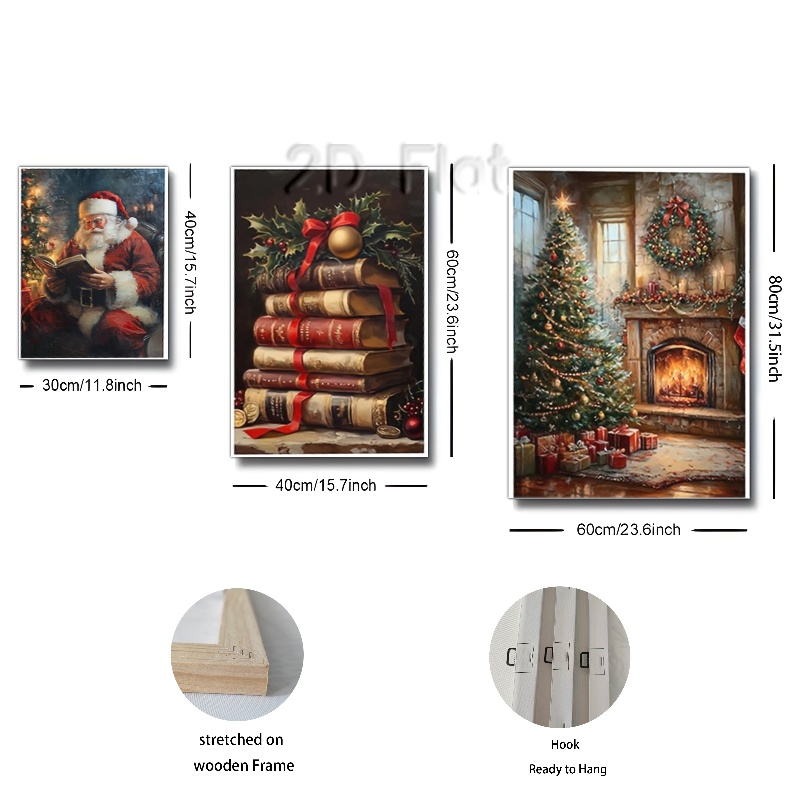 2D Flat
40cm/15.7inch
60cm/23.6inch
80cm/31.5inch
30cm/11.8inch
40cm/15.7inch
60cm/23.6inch
stretched on
wooden Frame
Hook
Ready to Hang